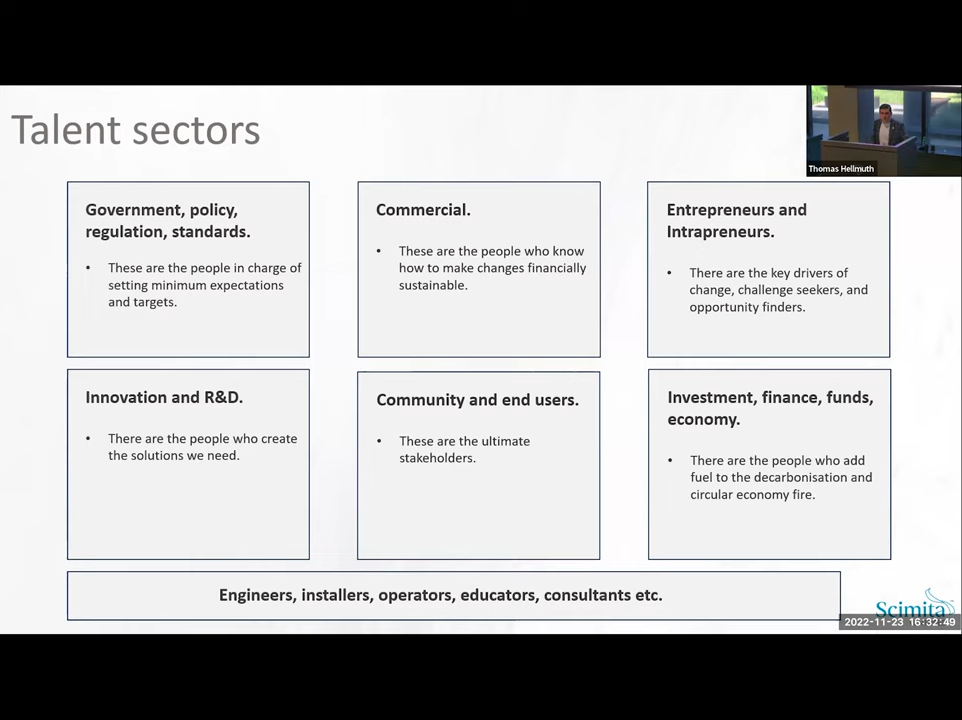 Talent sectors
Thomas Hellmuth
Government, policy,
regulation, standards.
• These are the people in charge of
setting minimum expectations
and targets.
Commercial.
• These are the people who know
how to make changes financially
sustainable.
Entrepreneurs and
Intrapreneurs.
• There are the key drivers of
change, challenge seekers, and
opportunity finders.
Innovation and R&D.
• There are the people who create
the solutions we need.
Community and end users.
• These are the ultimate
stakeholders.
Investment, finance, funds,
economy.
• There are the people who add
fuel to the decarbonisation and
circular economy fire.
Engineers, installers, operators, educators, consultants etc.
Scimita
2022-11-23 16:32:49